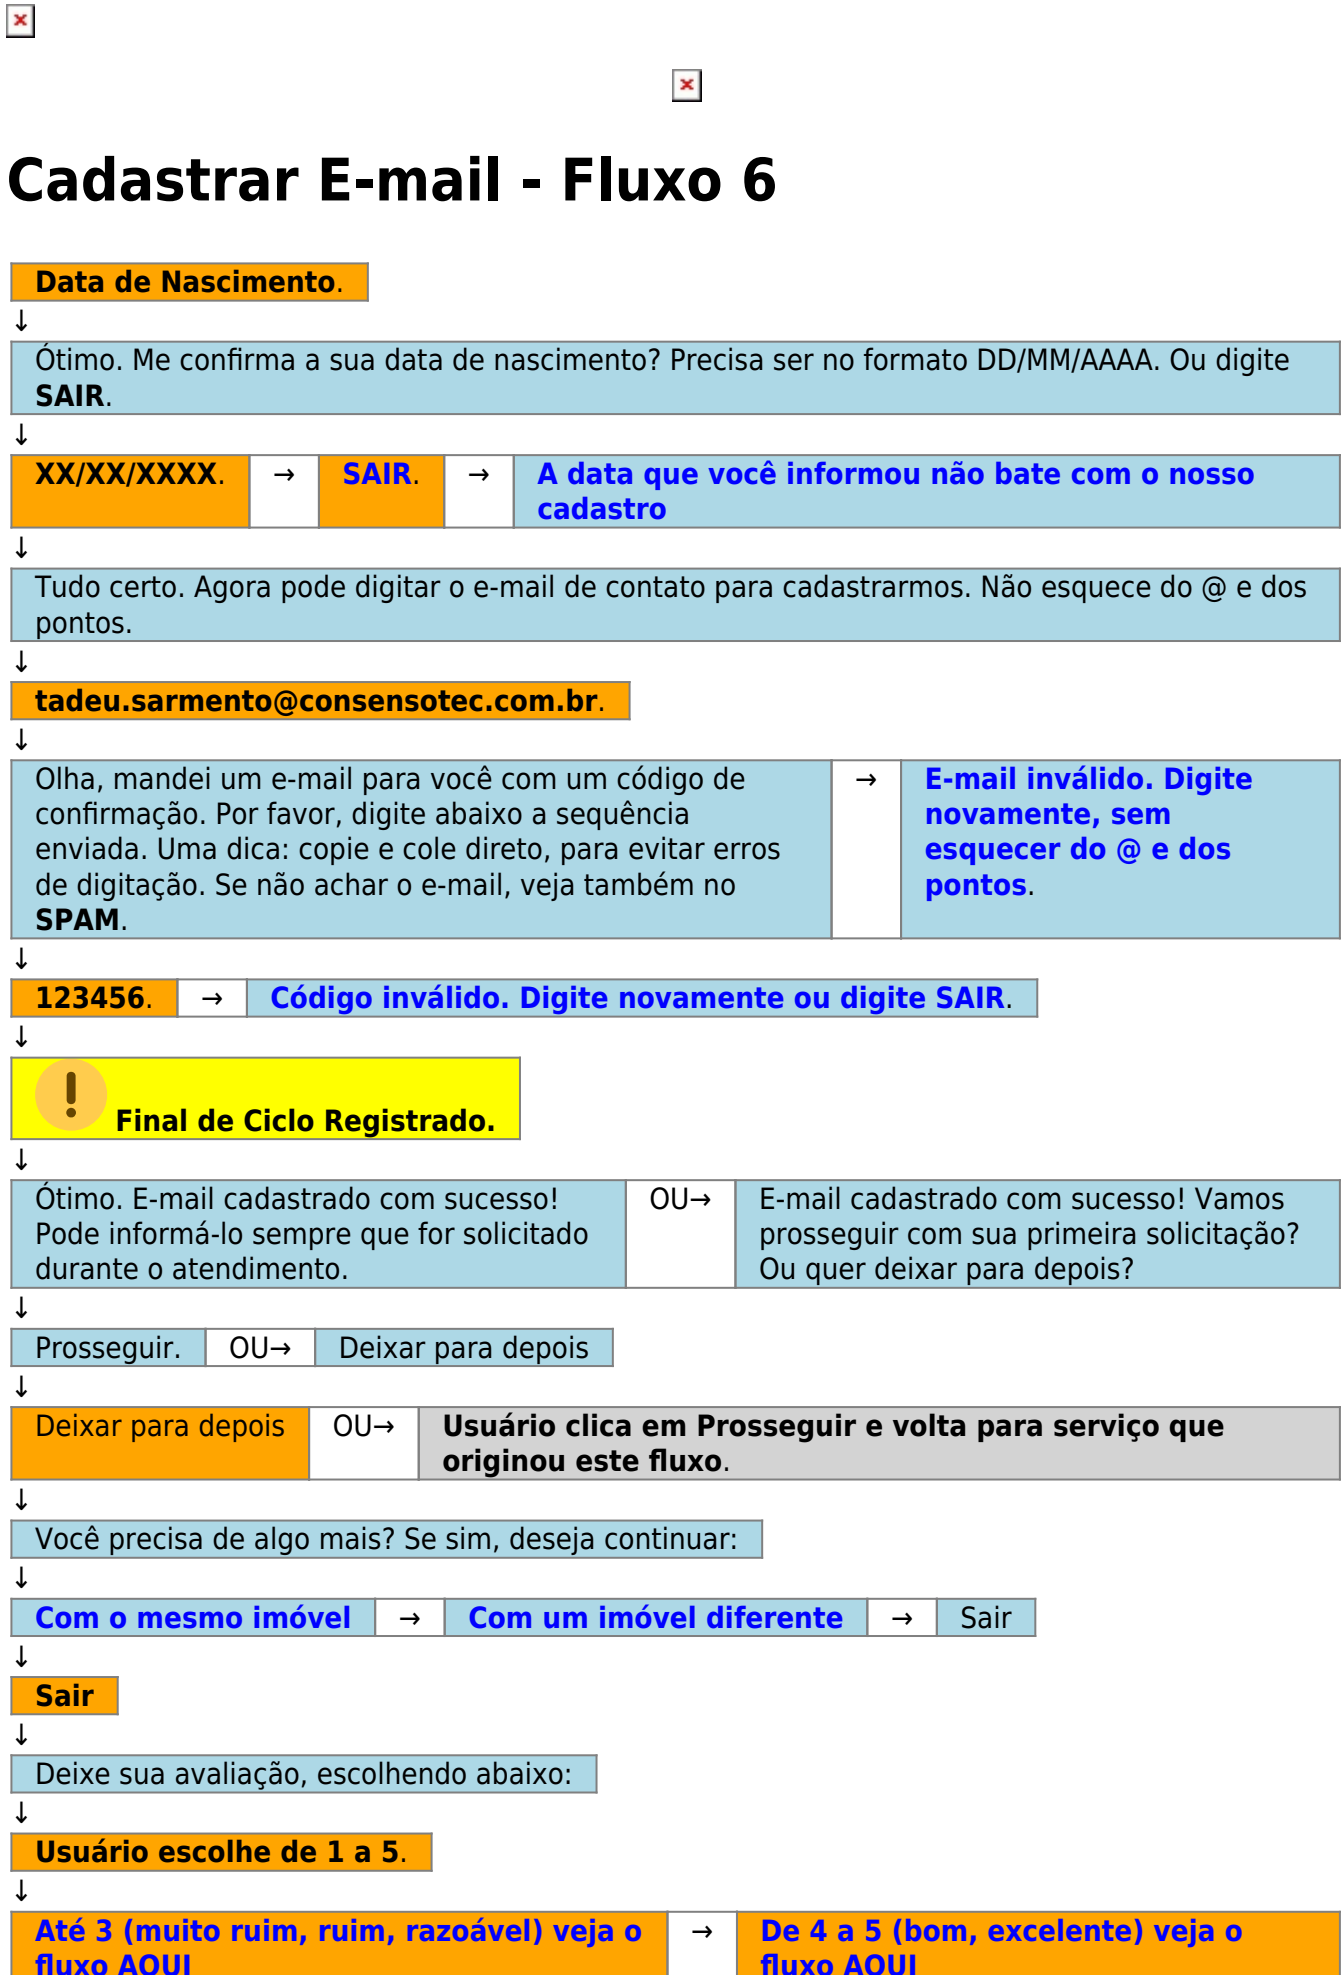 Cadastrar E-mail - Fluxo 6
Data de Nascimento.
↓
Ótimo. Me confirma a sua data de nascimento? Precisa ser no formato DD/MM/AAAA. Ou digite
SAIR.
↓
XX/XX/XXXX. → SAIR. → A data que você informou não bate com o nosso
cadastro
↓
Tudo certo. Agora pode digitar o e-mail de contato para cadastrarmos. Não esquece do @ e dos
pontos.
↓
tadeu.sarmento@consensotec.com.br.
↓
Olha, mandei um e-mail para você com um código de
confirmação. Por favor, digite abaixo a sequência
enviada. Uma dica: copie e cole direto, para evitar erros
de digitação. Se não achar o e-mail, veja também no
SPAM.
→
E-mail inválido. Digite
novamente, sem
esquecer do @ e dos
pontos.
↓
123456. → Código inválido. Digite novamente ou digite SAIR.
↓
Final de Ciclo Registrado.
↓
Ótimo. E-mail cadastrado com sucesso!
Pode informá-lo sempre que for solicitado
durante o atendimento.
OU→
E-mail cadastrado com sucesso! Vamos
prosseguir com sua primeira solicitação?
Ou quer deixar para depois?
↓
Prosseguir. OU→ Deixar para depois
↓
Deixar para depois OU→ Usuário clica em Prosseguir e volta para serviço que
originou este fluxo.
↓
Você precisa de algo mais? Se sim, deseja continuar:
↓
Com o mesmo imóvel → Com um imóvel diferente → Sair
↓
Sair
↓
Deixe sua avaliação, escolhendo abaixo:
↓
Usuário escolhe de 1 a 5.
↓
Até 3 (muito ruim, ruim, razoável) veja o
fluxo AQUI
→
De 4 a 5 (bom, excelente) veja o
fluxo AQUI